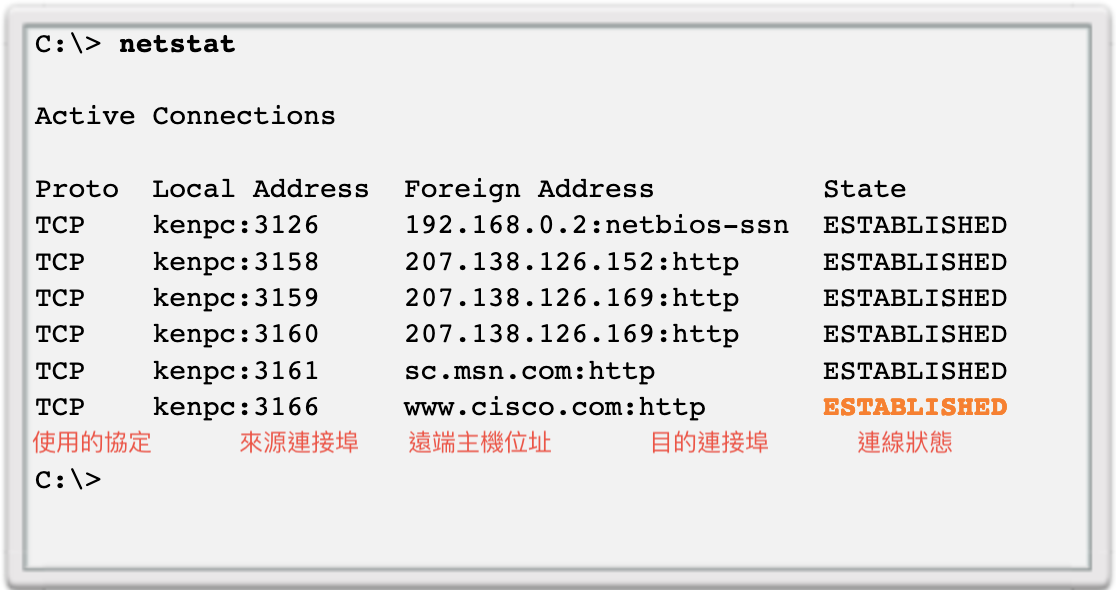 C:\> netstat
Active Connections
Proto  Local Address  Foreign Address          State
TCP    kenpc:3126     192.168.0.2:netbios-ssn  ESTABLISHED
TCP    kenpc:3158     207.138.126.152:http     ESTABLISHED
TCP    kenpc:3159     207.138.126.169:http     ESTABLISHED
TCP    kenpc:3160     207.138.126.169:http     ESTABLISHED
TCP    kenpc:3161     sc.msn.com:http          ESTABLISHED
TCP    kenpc:3166     www.cisco.com:http       ESTABLISHED
使用的協定 來源連接埠 遠端主機位址 目的連接埠 連線狀態
C:\>